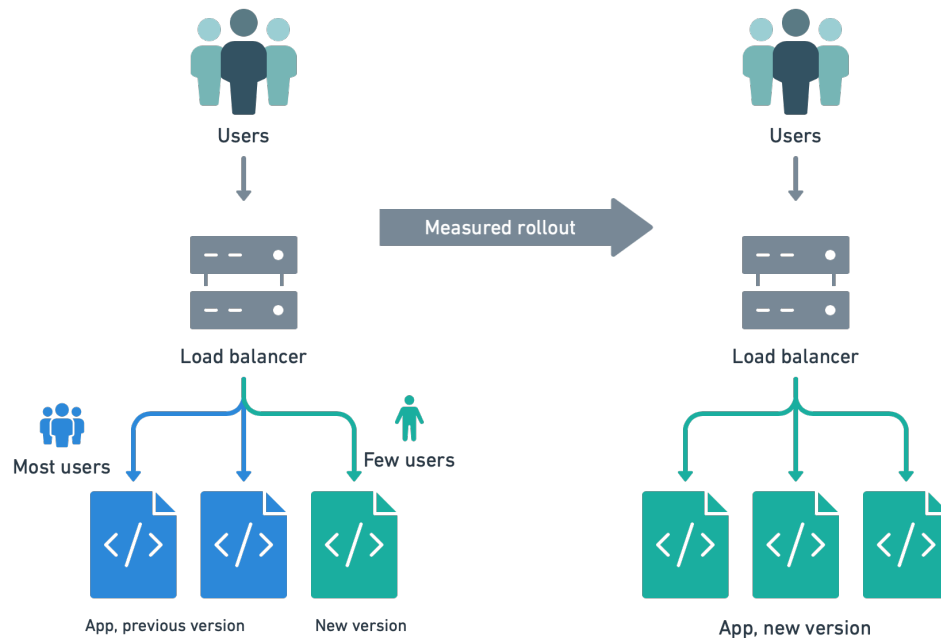 Users
Users
Measured rollout
Load balancer
Load balancer
Most users
Few users
</>
</>
</>
</>
</>
</>
App, previous version
New version
App, new version